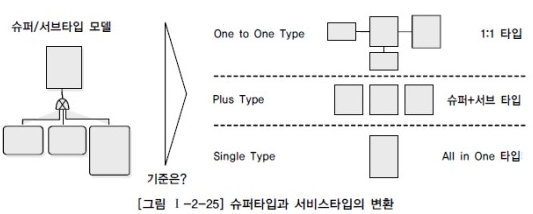 슈퍼/서브타입 모델
기준은?
One to One Type
1:1 타입
Plus Type
슈퍼+서브 타입
Single Type
All in One 타입
[그림 Ⅰ-2-25] 슈퍼타입과 서비스타입의 변환